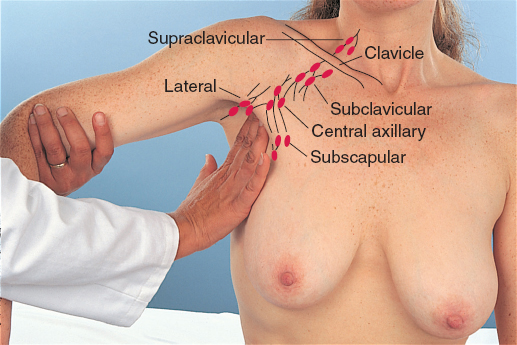 Supraclavicular
Clavicle
Lateral
Subclavicular
Central axillary
Subscapular